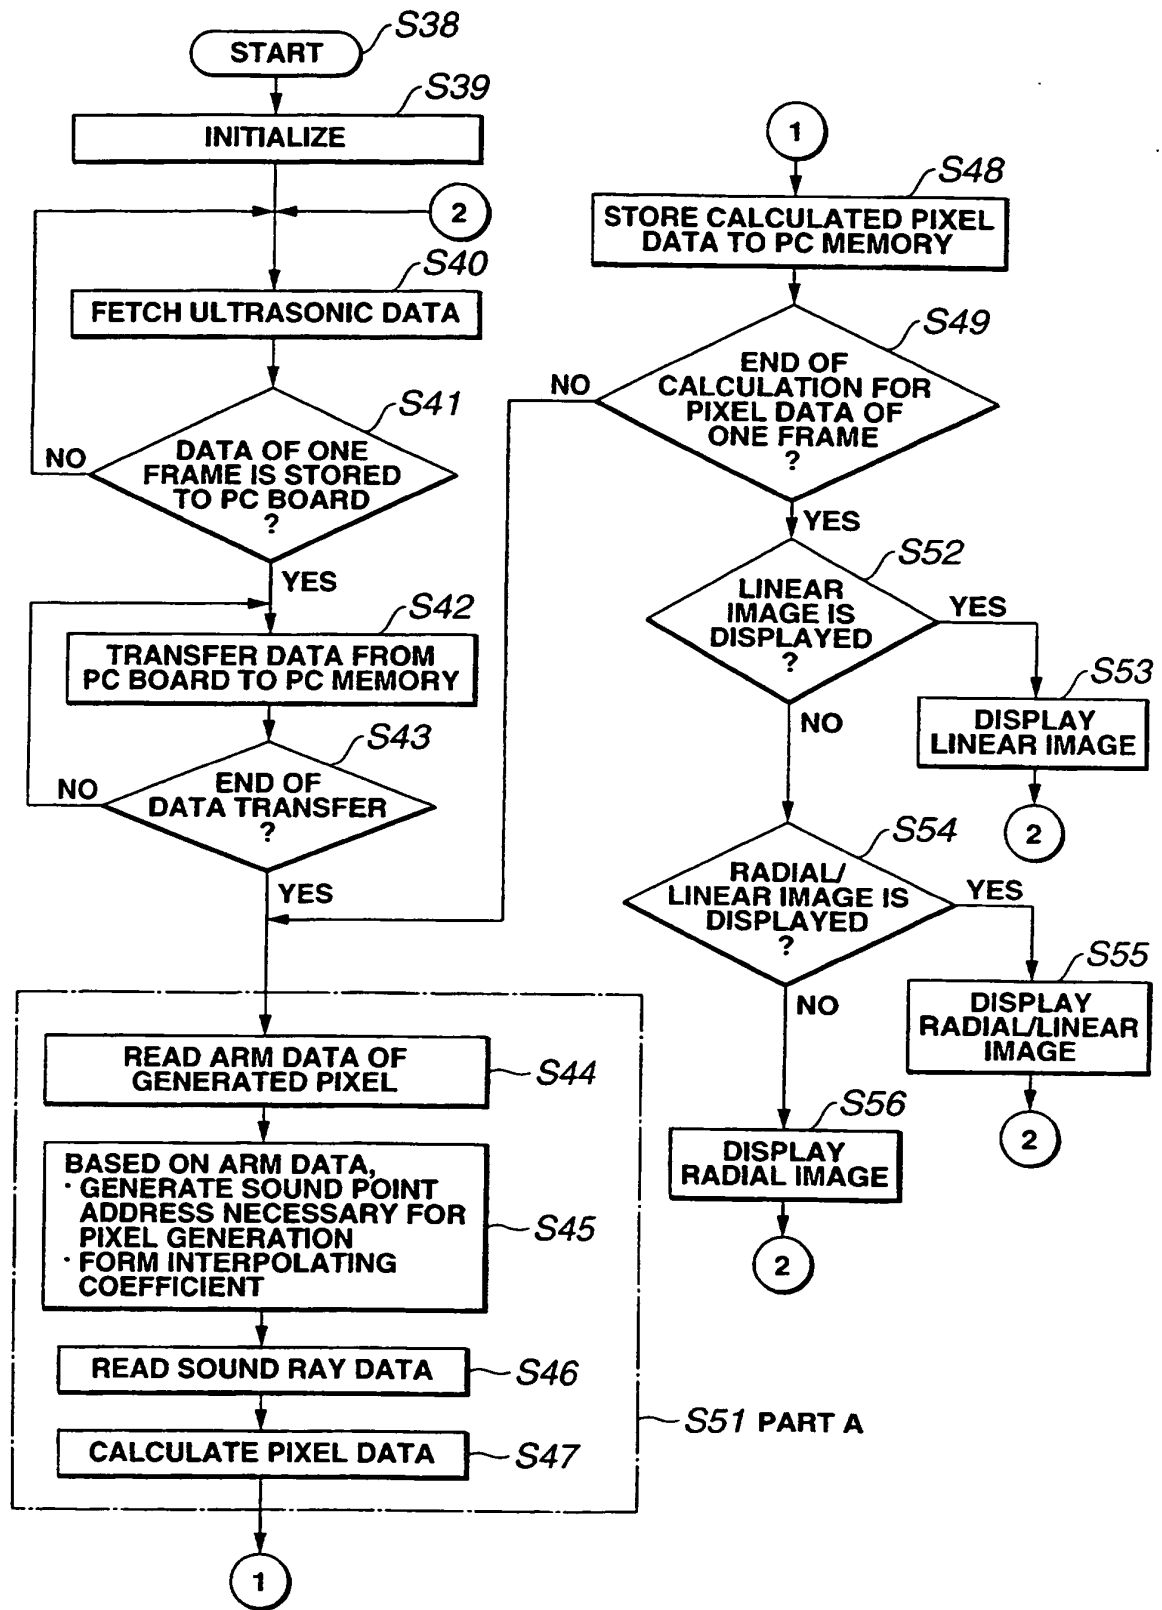 S38
START
S39
INITIALIZE
2
S40
FETCH ULTRASONIC DATA
S41
DATA OF ONE
FRAME IS STORED
TO PC BOARD
?
NO
YES
S42
TRANSFER DATA FROM
PC BOARD TO PC MEMORY
S43
END OF
DATA TRANSFER
?
NO
YES
READ ARM DATA OF
GENERATED PIXEL
S44
BASED ON ARM DATA,
· GENERATE SOUND POINT
ADDRESS NECESSARY FOR
PIXEL GENERATION
· FORM INTERPOLATING
COEFFICIENT
S45
READ SOUND RAY DATA
S46
CALCULATE PIXEL DATA
S47
S51 PART A
1
1
S48
STORE CALCULATED PIXEL
DATA TO PC MEMORY
S49
END OF
CALCULATION FOR
PIXEL DATA OF
ONE FRAME
?
NO
YES
S52
LINEAR
IMAGE IS
DISPLAYED
?
YES
NO
S53
DISPLAY
LINEAR IMAGE
2
S54
RADIAL/
LINEAR IMAGE IS
DISPLAYED
?
YES
NO
S55
DISPLAY
RADIAL/LINEAR
IMAGE
2
S56
DISPLAY
RADIAL IMAGE
2